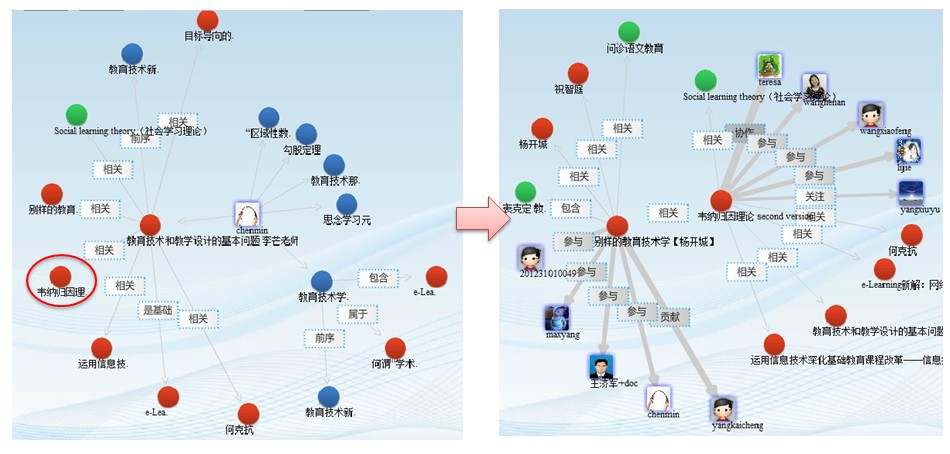 目标导向的.
教育技术新.
相关
Social learning theory（社会学习理论）
前序
"区域性数.
勾股定理
相关
教育技术那.
别样的教育.
相关
思念学习元
chenmin
教育技术和教学设计的基本问题 李芒老师
相关
韦纳归因理
相关
教育技术学.
包含
e-Lea.
是基础
相关
属于
前序
运用信息技.
何谓"学术.
e-Lea.
教育技术新.
何克抗
问诊语文教育
teresa
祝智庭
Social learning theory（社会学习理论）
wangshenan
相关
协作
杨开城
相关
相关
参与
wangxiaofeng
参与
lijie
相关
参与
关注
yangxiuyu
包含
相关
韦纳归因理论 second version
相关
相关
何克抗
参与
别样的教育技术学【杨开城】
201231010049
参与
相关
相关
e-Learning新解：网络
参与
参与
贡献
maxyang
教育技术和教学设计的基本问题
运用信息技术深化基础教育课程改革——信息
王济军+doc
chenmin
yangkaicheng